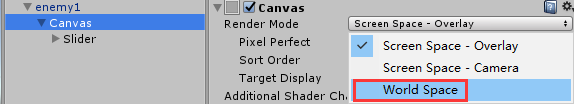 enemy1
Canvas
Slider
Canvas
Render Mode
Screen Space - Overlay
Pixel Perfect
Screen Space - Overlay
Sort Order
Screen Space - Camera
Target Display
World Space
Additional Shader Cha